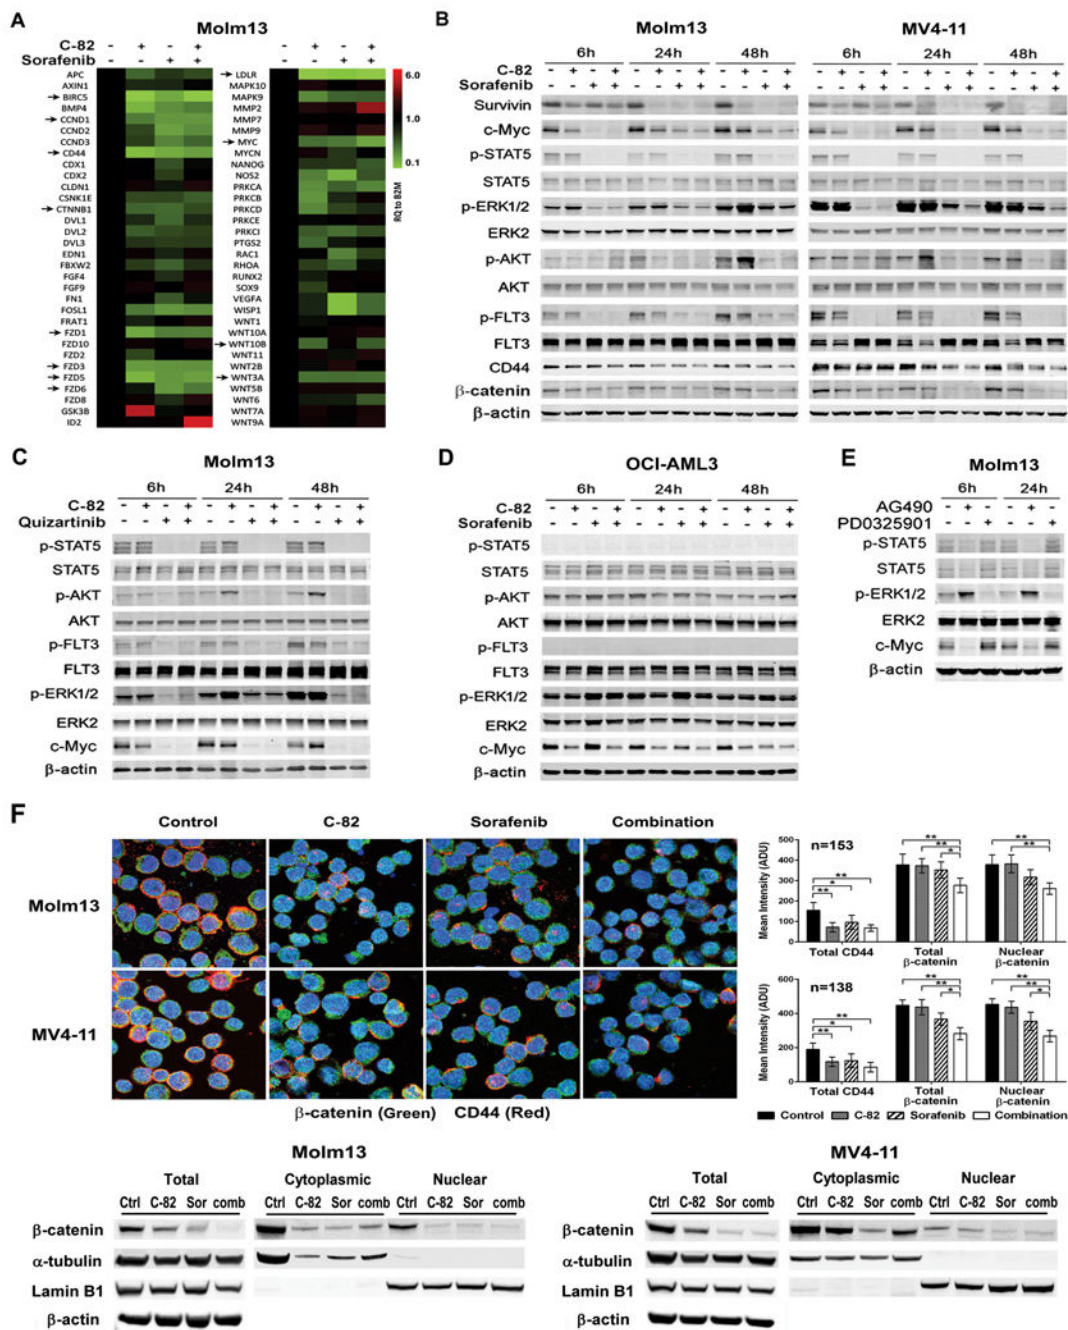 A
Molm13
C-82 - + - + - + - +
Sorafenib - - + + - - + +
APC
AXIN1
BIRC5
BMP4
CCND1
CCND2
CCND3
CD44
CDX1
CDX2
CLDN1
CSNK1E
CTNNB1
DVL1
DVL2
DVL3
EDN1
FBXW2
FGF4
FGF9
FN1
FOSL1
FRAT1
FZD1
FZD10
FZD2
FZD3
FZD5
FZD6
FZD8
GSK3B
ID2
LDLR
MAPK10
MAPK9
MMP2
MMP7
MMP9
MYC
MYCN
NANOG
NOS2
PRKCA
PRKCB
PRKCD
PRKCE
PRKCI
PTGS2
RAC1
RHOA
RUNX2
SOX9
VEGFA
WISP1
WNT1
WNT10A
WNT10B
WNT11
WNT2B
WNT3A
WNT5B
WNT6
WNT7A
WNT9A
6.0
1.0
0.1
RQ to B2M
B
Molm13 MV4-11
6h 24h 48h 6h 24h 48h
C-82 - + - + - + - + - + - + - + - + - + - + - + - +
Sorafenib - - + + - - + + - - + + - - + + - - + + - - + +
Survivin
c-Myc
p-STAT5
STAT5
p-ERK1/2
ERK2
p-AKT
AKT
p-FLT3
FLT3
CD44
β-catenin
β-actin
C
Molm13
6h 24h 48h
C-82 - + - + - + - + - + - +
Quizartinib - - + + - - + + - - + +
p-STAT5
STAT5
p-AKT
AKT
p-FLT3
FLT3
p-ERK1/2
ERK2
c-Myc
β-actin
D
OCI-AML3
6h 24h 48h
C-82 - + - + - + - + - + - +
Sorafenib - - + + - - + + - - + +
p-STAT5
STAT5
p-AKT
AKT
p-FLT3
FLT3
p-ERK1/2
ERK2
c-Myc
β-actin
E
Molm13
6h 24h
AG490 - + - - + -
PD0325901 - - + - - +
p-STAT5
STAT5
p-ERK1/2
ERK2
c-Myc
β-actin
F
Control C-82 Sorafenib Combination
Molm13
MV4-11
β-catenin (Green) CD44 (Red)
Mean Intensity (ADU)
500
400
300
200
100
0
n=153
** * ** ** ** * ** **
Total CD44 Total β-catenin Nuclear β-catenin
Mean Intensity (ADU)
600
400
200
0
n=138
** * ** ** ** * ** ** *
Total CD44 Total β-catenin Nuclear β-catenin
Control C-82 Sorafenib Combination
Molm13
Total Cytoplasmic Nuclear
Ctrl C-82 Sor comb Ctrl C-82 Sor comb Ctrl C-82 Sor comb
β-catenin
α-tubulin
Lamin B1
β-actin
MV4-11
Total Cytoplasmic Nuclear
Ctrl C-82 Sor comb Ctrl C-82 Sor comb Ctrl C-82 Sor comb
β-catenin
α-tubulin
Lamin B1
β-actin